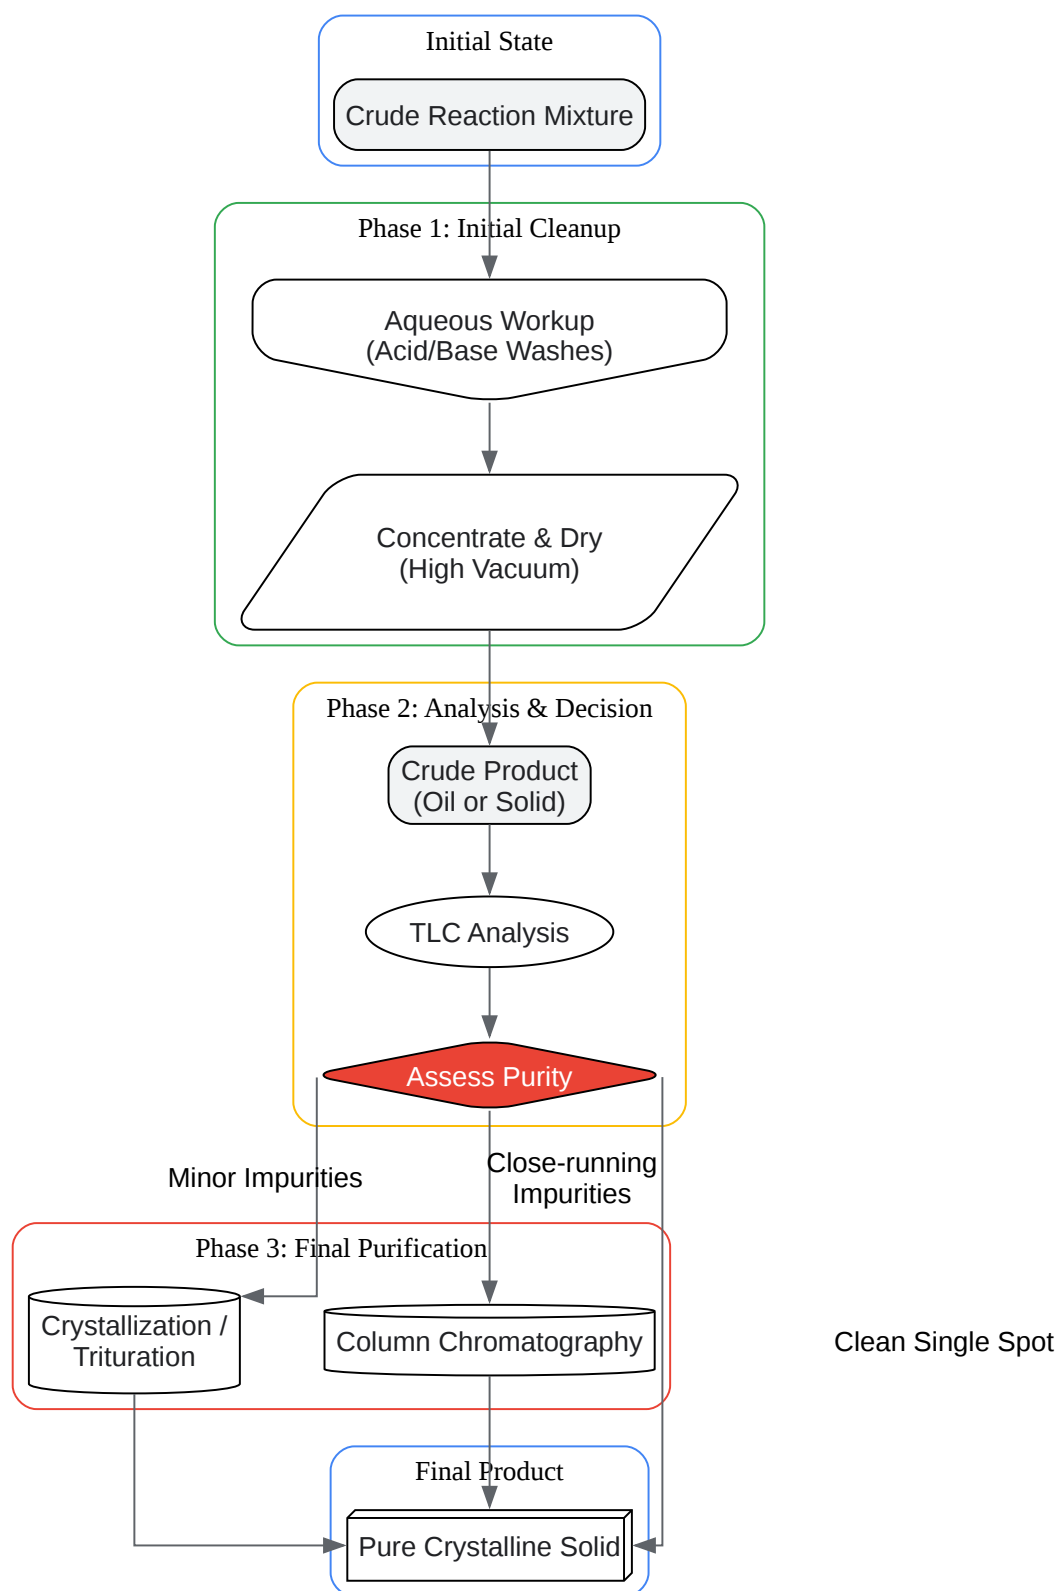 Initial State
Crude Reaction Mixture
Phase 1: Initial Cleanup
Aqueous Workup
(Acid/Base Washes)
Concentrate & Dry
(High Vacuum)
Phase 2: Analysis & Decision
Crude Product
(Oil or Solid)
TLC Analysis
Assess Purity
Minor Impurities
Close-running
Impurities
Phase 3: Final Purification
Crystallization /
Trituration
Column Chromatography
Clean Single Spot
Final Product
Pure Crystalline Solid